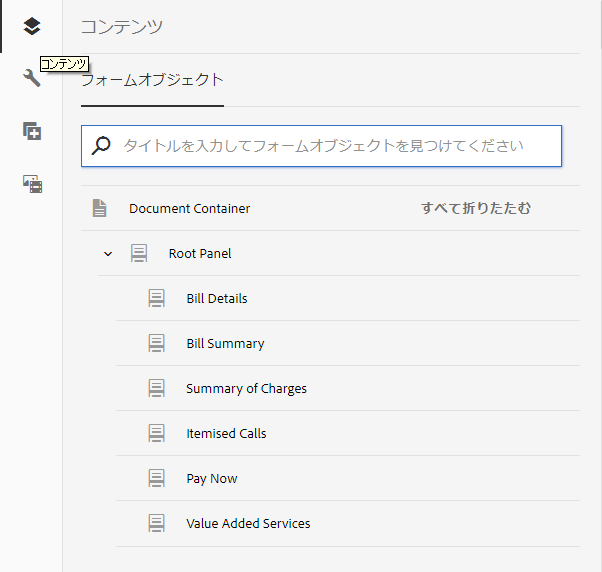 コンテンツ
コンテンツ
フォームオブジェクト
タイトルを入力してフォームオブジェクトを見つけてください
Document Container すべて折りたたむ
Root Panel
Bill Details
Bill Summary
Summary of Charges
Itemised Calls
Pay Now
Value Added Services